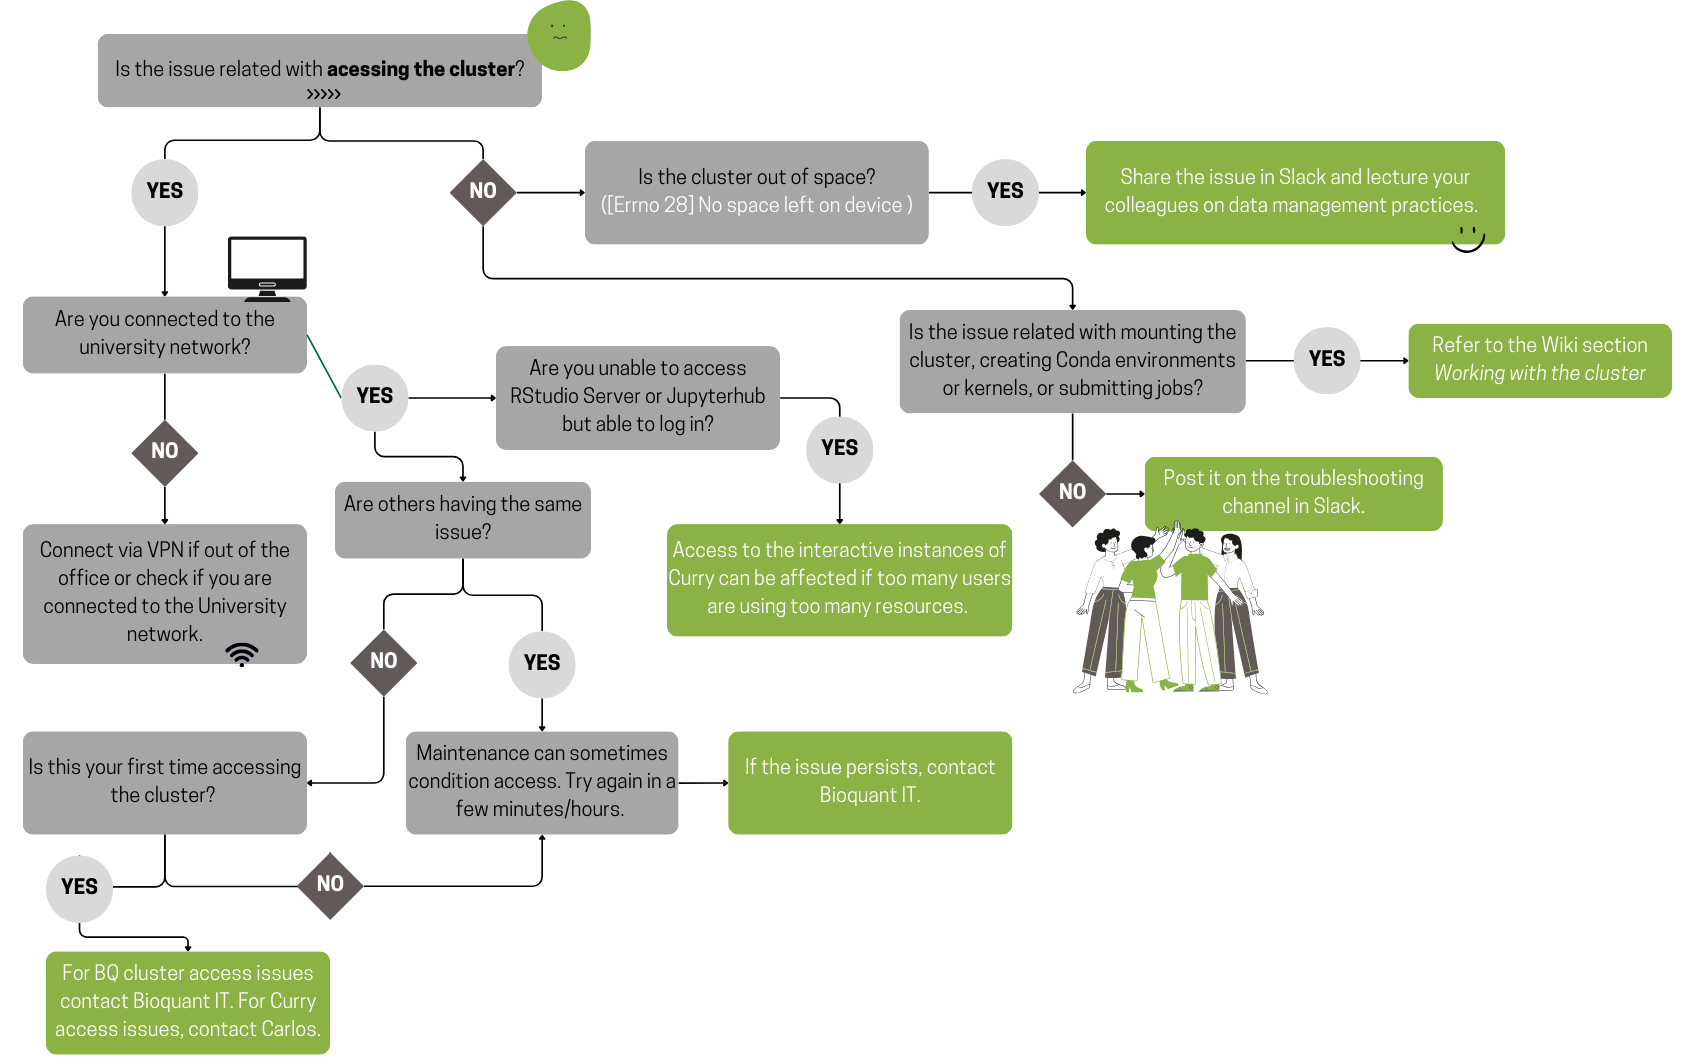 Is the issue related with acessing the cluster?
>>>>>
YES
NO
Is the cluster out of space?
([Errno 28] No space left on device )
YES
Share the issue in Slack and lecture your
colleagues on data management practices.
Are you connected to the
university network?
Is the issue related with mounting the
cluster, creating Conda environments
or kernels, or submitting jobs?
YES
Refer to the Wiki section
Working with the cluster
YES
Are you unable to access
RStudio Server or Jupyterhub
but able to log in?
YES
NO
NO
Post it on the troubleshooting
channel in Slack.
Are others having the same
issue?
Connect via VPN if out of the
office or check if you are
connected to the University
network.
Access to the interactive instances of
Curry can be affected if too many users
are using too many resources.
NO
YES
Is this your first time accessing
the cluster?
Maintenance can sometimes
condition access. Try again in a
few minutes/hours.
If the issue persists, contact
Bioquant IT.
YES
NO
For BQ cluster access issues
contact Bioquant IT. For Curry
access issues, contact Carlos.